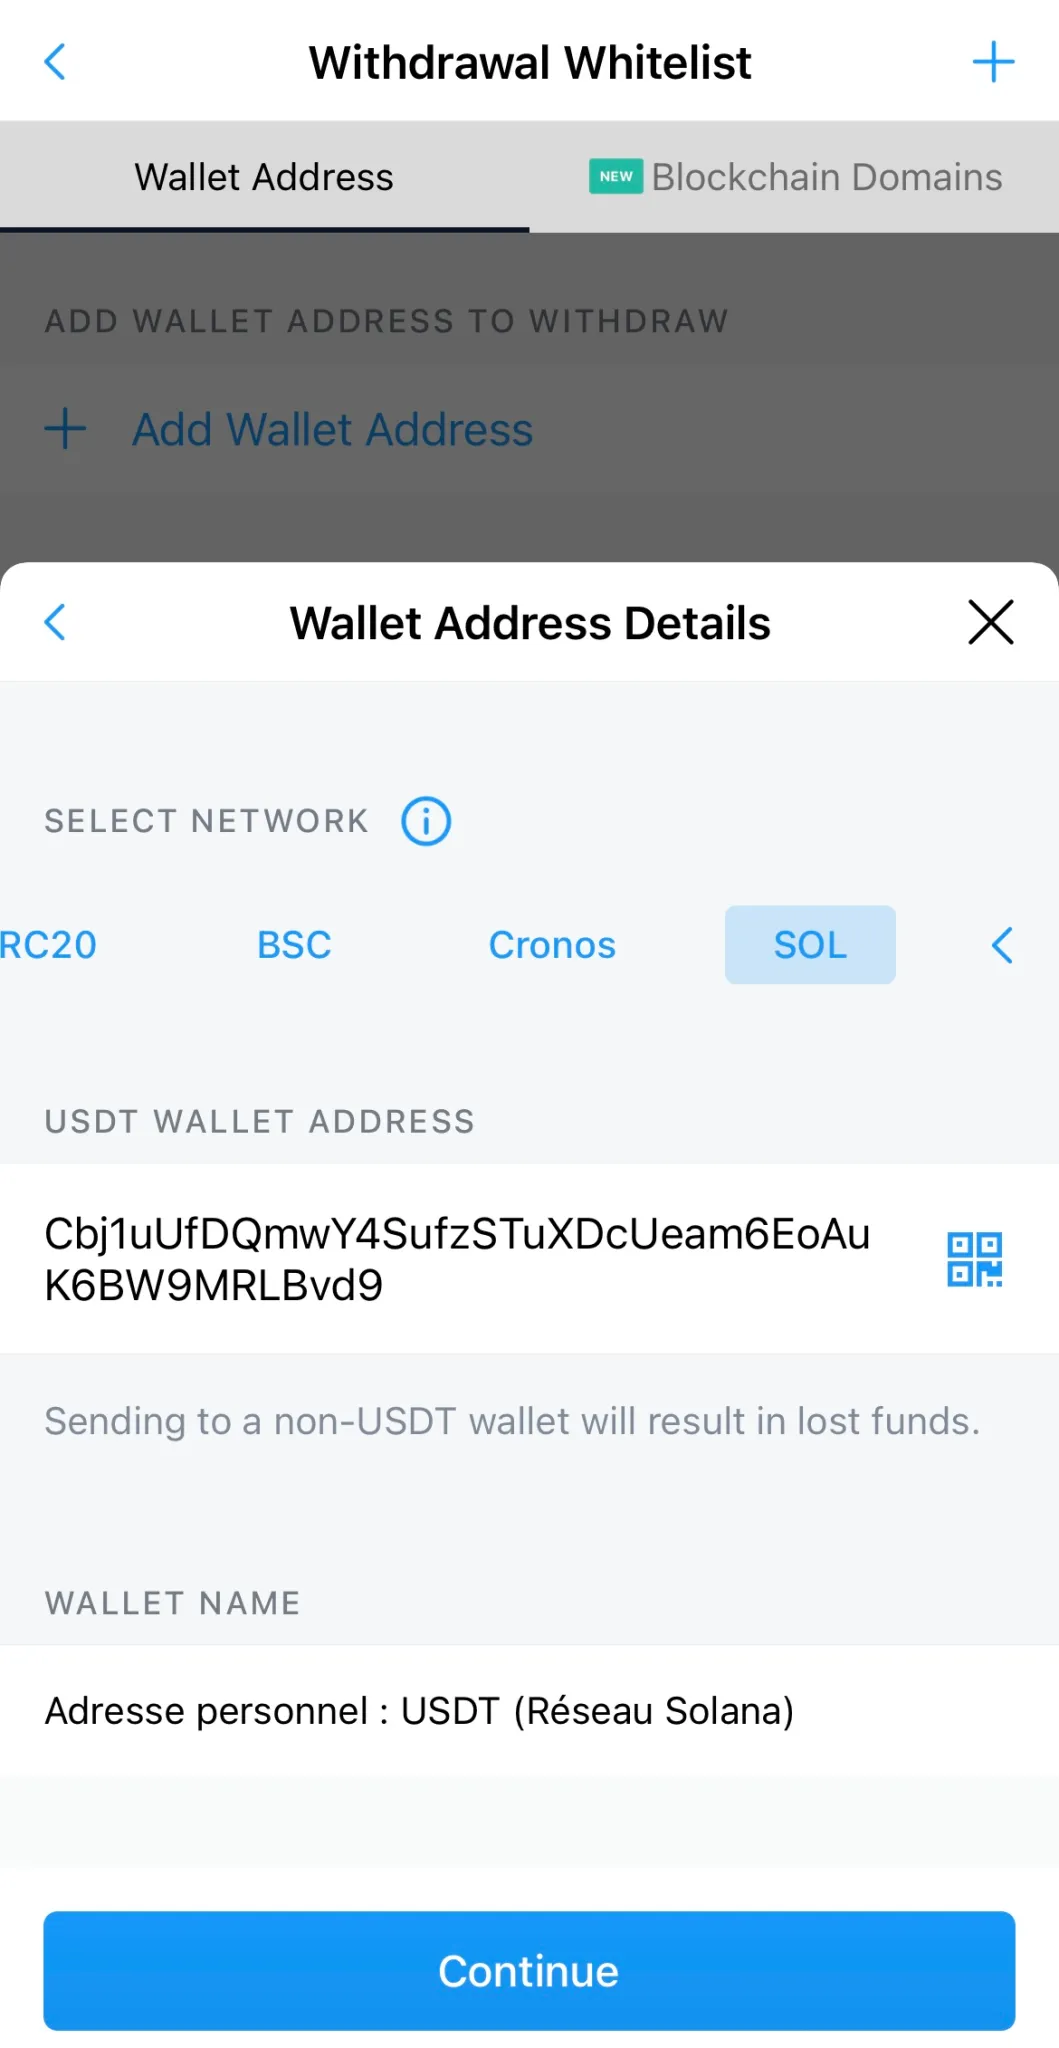 Withdrawal Whitelist
Wallet Address
NEW Blockchain Domains
ADD WALLET ADDRESS TO WITHDRAW
Add Wallet Address
Wallet Address Details
SELECT NETWORK
RC20 BSC Cronos SOL
USDT WALLET ADDRESS
Cbj1uUfDQmwY4SufzSTuXDcUeam6EoAu
K6BW9MRLBvd9
Sending to a non-USDT wallet will result in lost funds.
WALLET NAME
Adresse personnel : USDT (Réseau Solana)
Continue